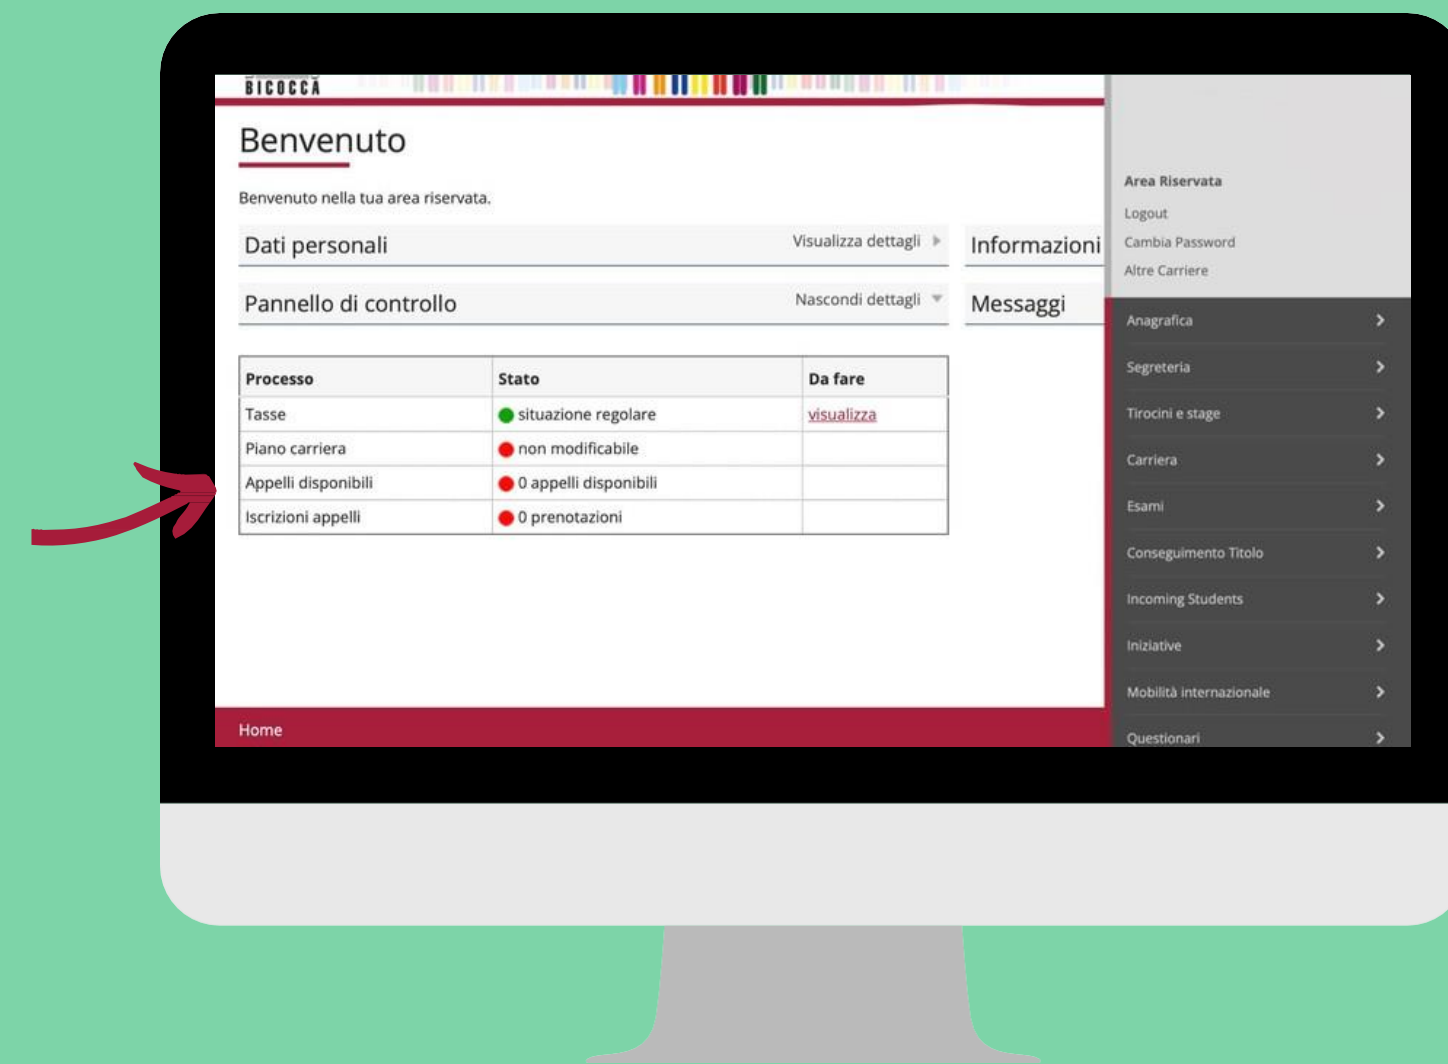 BICOCCA
Benvenuto
Benvenuto nella tua area riservata.
Dati personali Visualizza dettagli Informazioni
Pannello di controllo Nascondi dettagli Messaggi
Processo Stato Da fare
Tasse situazione regolare visualizza
Piano carriera non modificabile
Appelli disponibili 0 appelli disponibili
Iscrizioni appelli 0 prenotazioni
Home
Area Riservata
Logout
Cambia Password
Altre Carriere
Anagrafica
Segreteria
Tirocini e stage
Carriera
Esami
Conseguimento Titolo
Incoming Students
Iniziative
Mobilità internazionale
Questionari